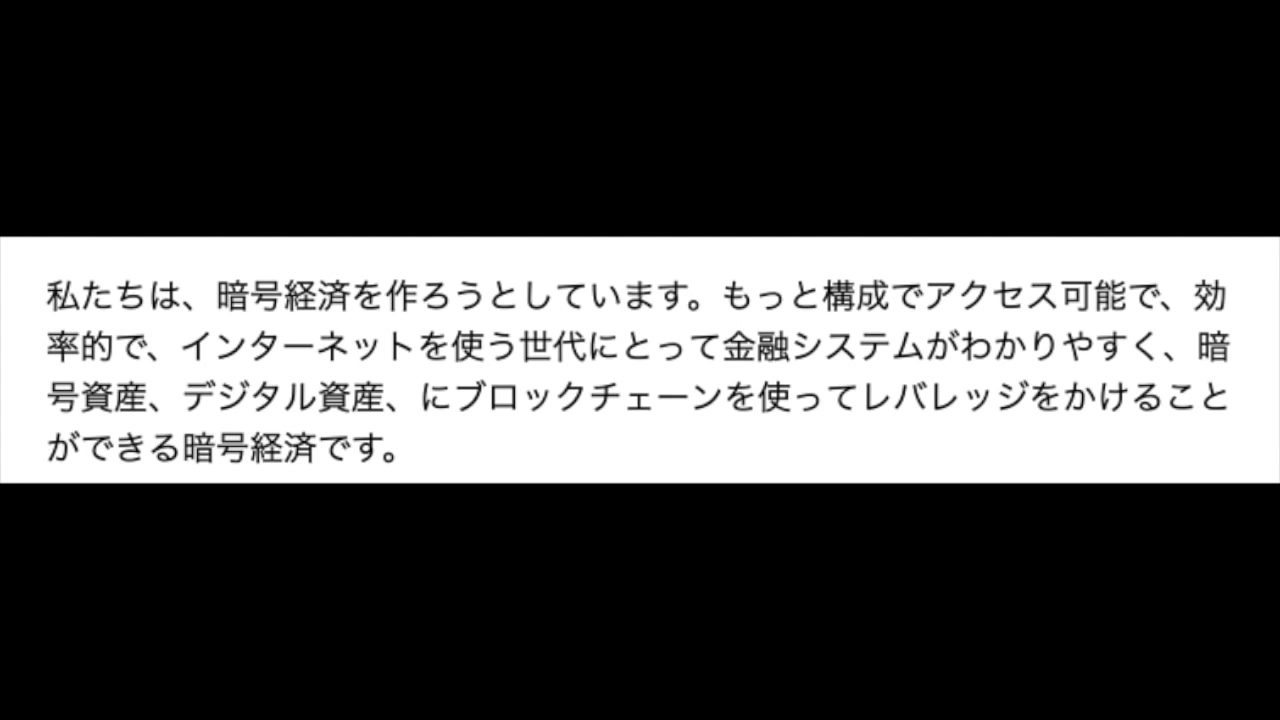 私たちは、暗号経済を作ろうとしています。もっと構成でアクセス可能で、効
率的で、インターネットを使う世代にとって金融システムがわかりやすく、暗
号資産、デジタル資産、にブロックチェーンを使ってレバレッジをかけること
ができる暗号経済です。